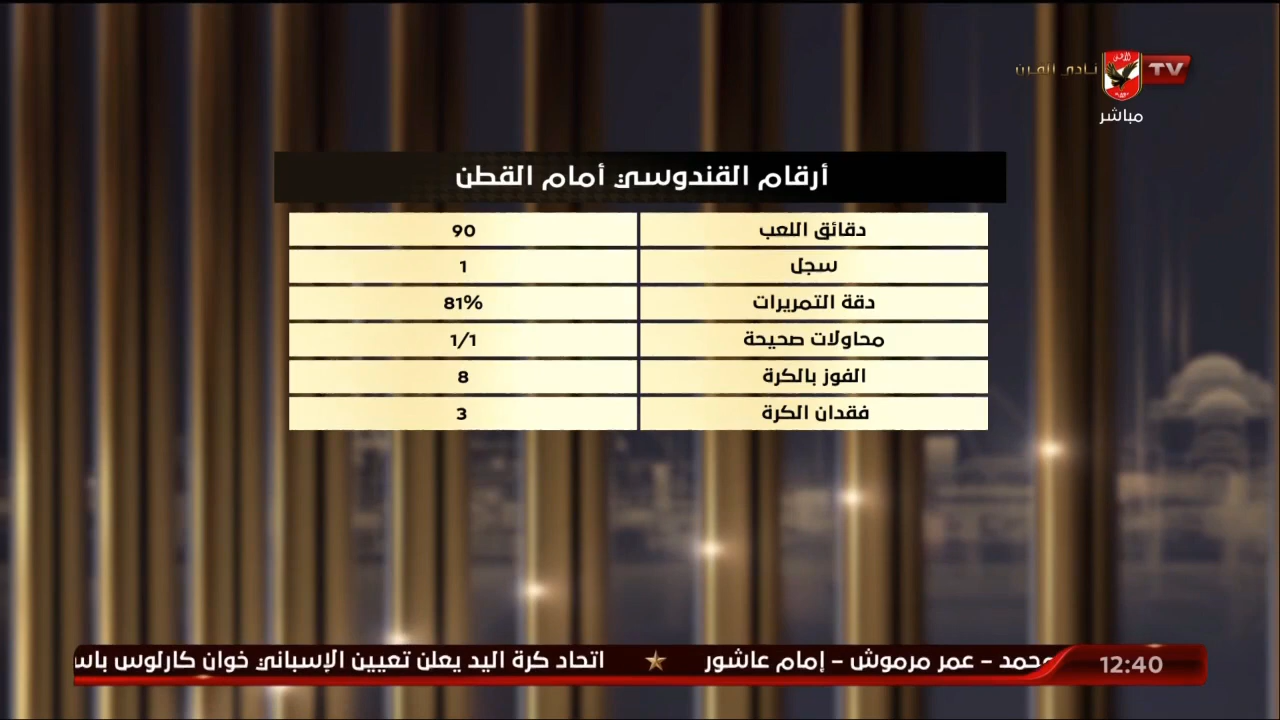 نادي القرن
TV
مباشر
أرقام القندوسي أمام القطن
دقائق اللعب 90
سجل 1
دقة التمريرات 81%
محاولات صحيحة 1/1
الفوز بالكرة 8
فقدان الكرة 3
12:40
عمر مرموش – إمام عاشور ★ اتحاد كرة اليد يعلن تعيين الإسباني خوان كارلوس